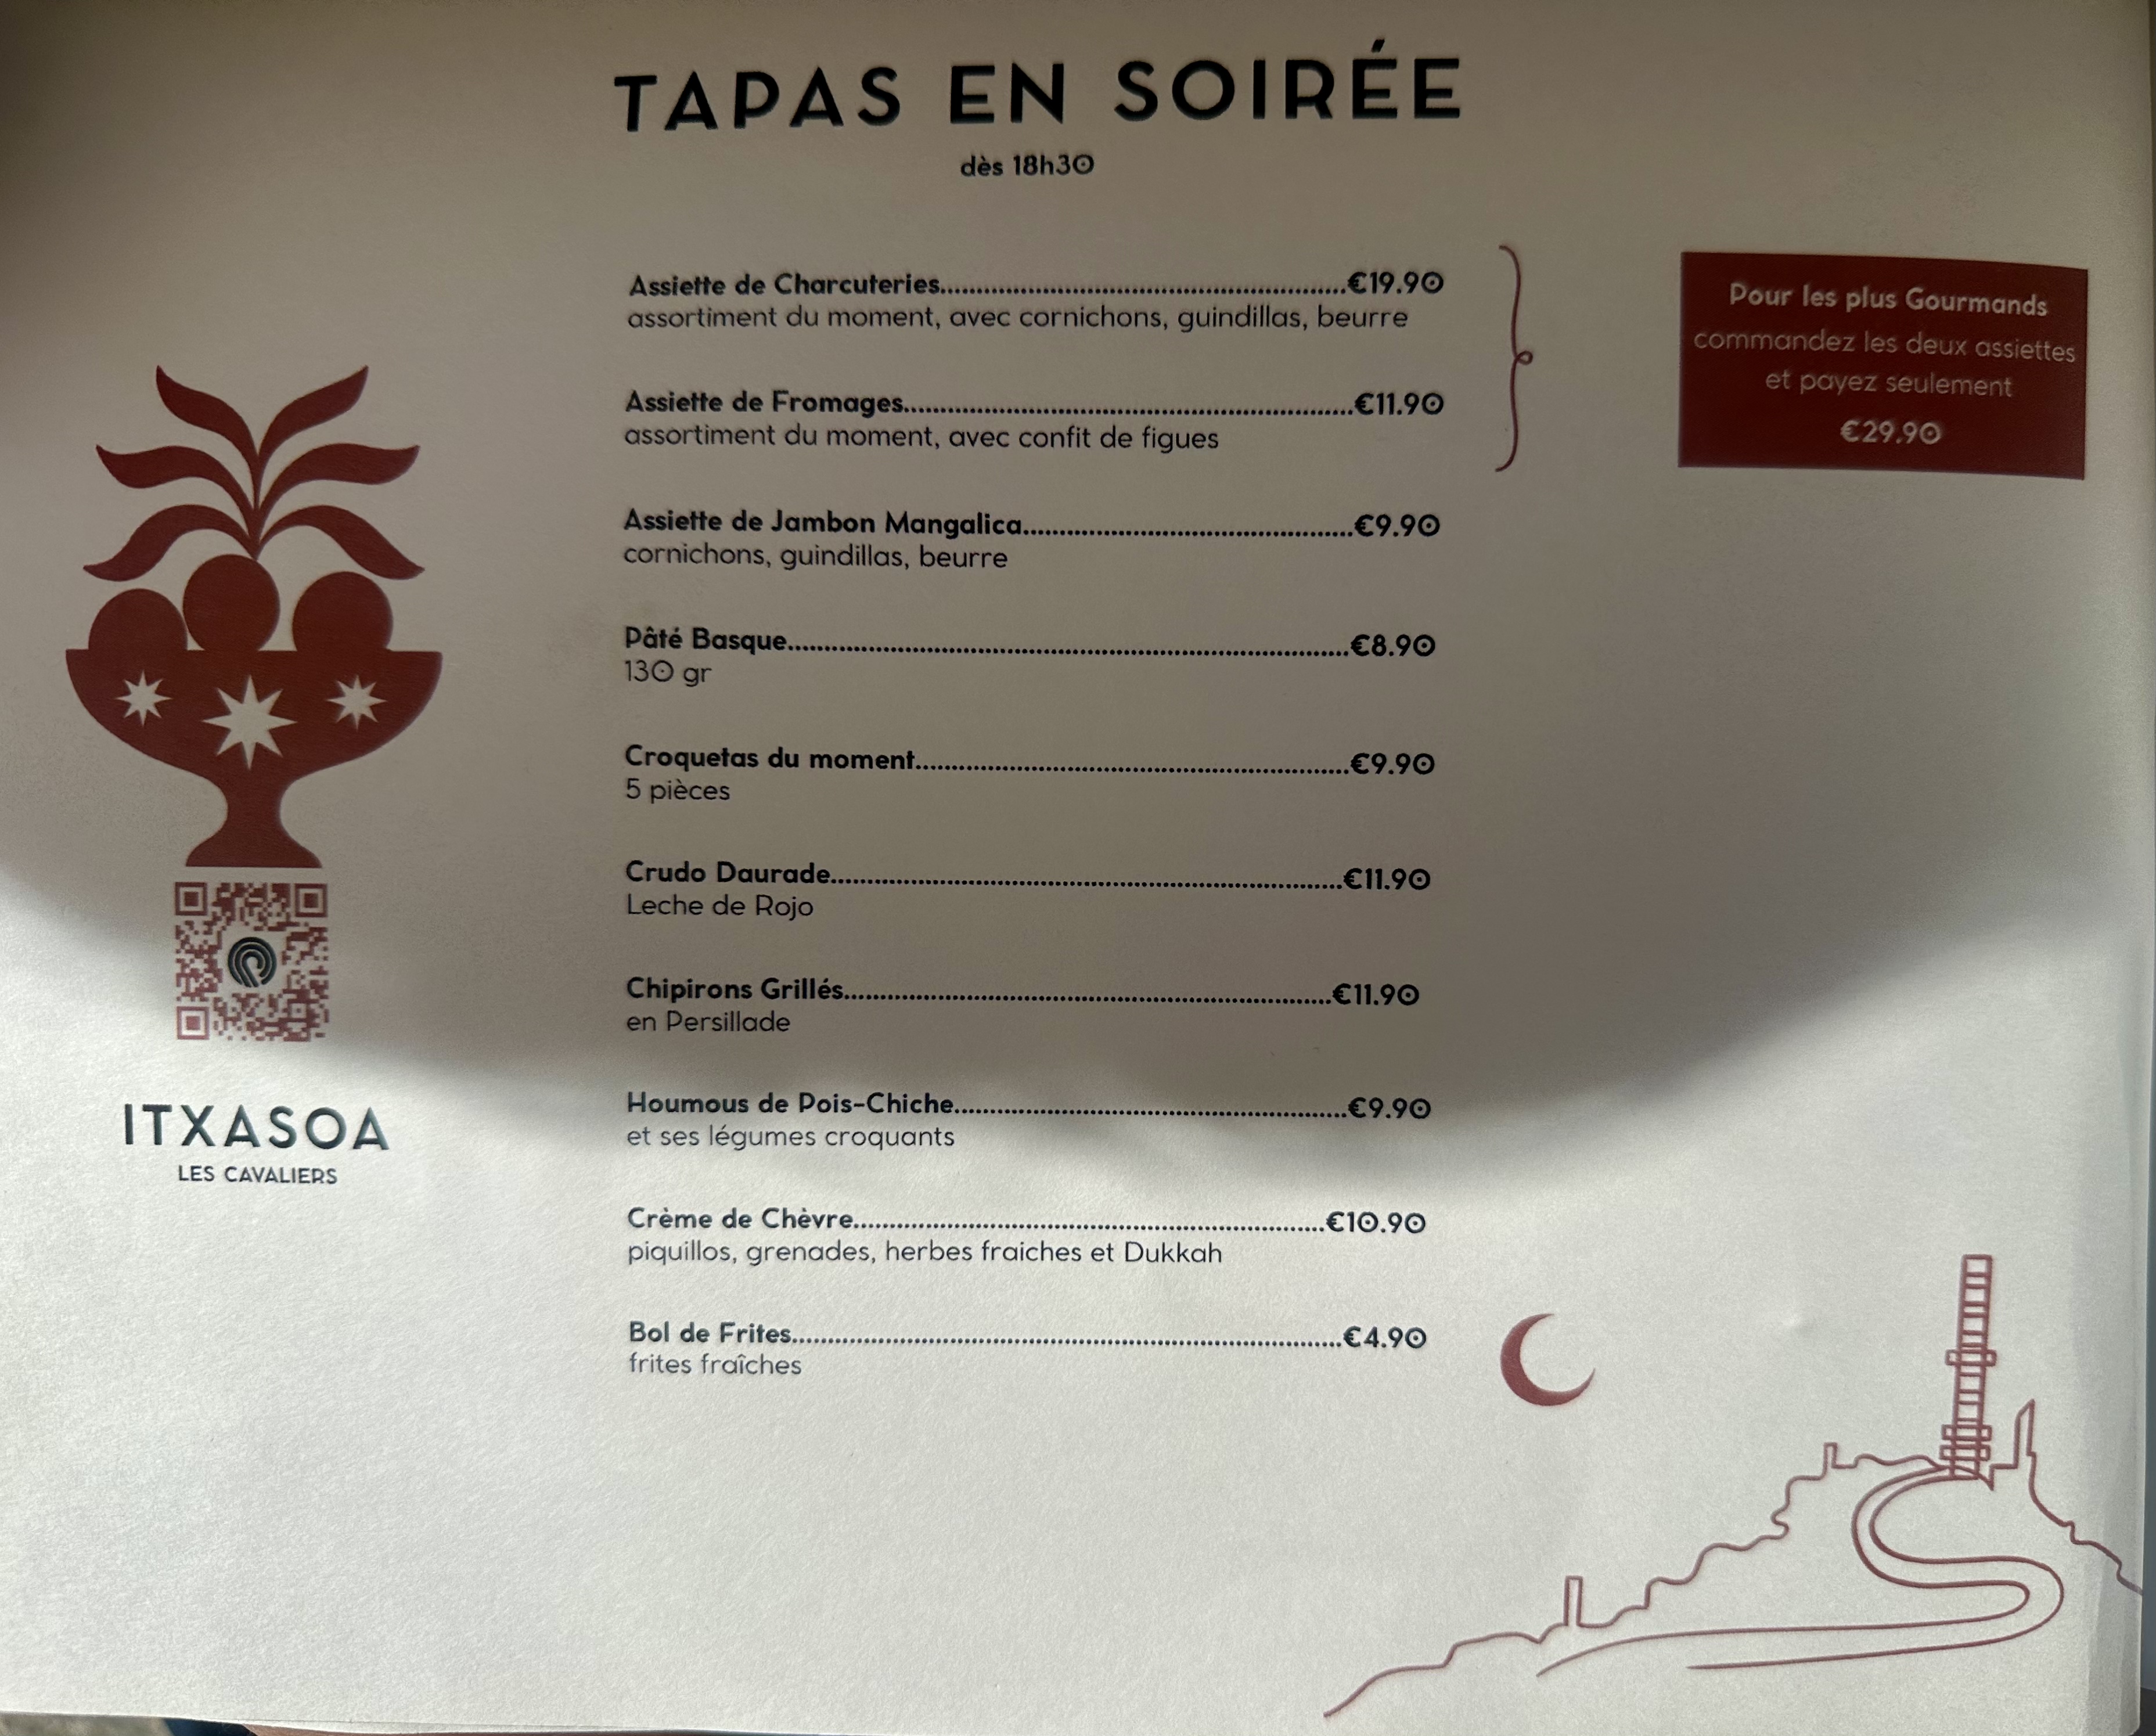 TAPAS EN SOIRÉE
dès 18h30
Assiette de Charcuteries.....€19.90
assortiment du moment, avec cornichons, guindillas, beurre
Assiette de Fromages.....€11.90
assortiment du moment, avec confit de figues
Pour les plus Gourmands
commandez les deux assiettes
et payez seulement
€29.90
Assiette de Jambon Mangalica.....€9.90
cornichons, guindillas, beurre
Pâté Basque.....€8.90
130 gr
Croquetas du moment.....€9.90
5 pièces
Crudo Daurade.....€11.90
Leche de Rojo
Chipirons Grillés.....€11.90
en Persillade
Houmous de Pois-Chiche.....€9.90
et ses légumes croquants
Crème de Chèvre.....€10.90
piquillos, grenades, herbes fraiches et Dukkah
Bol de Frites.....€4.90
frites fraîches
ITXASOA
LES CAVALIERS